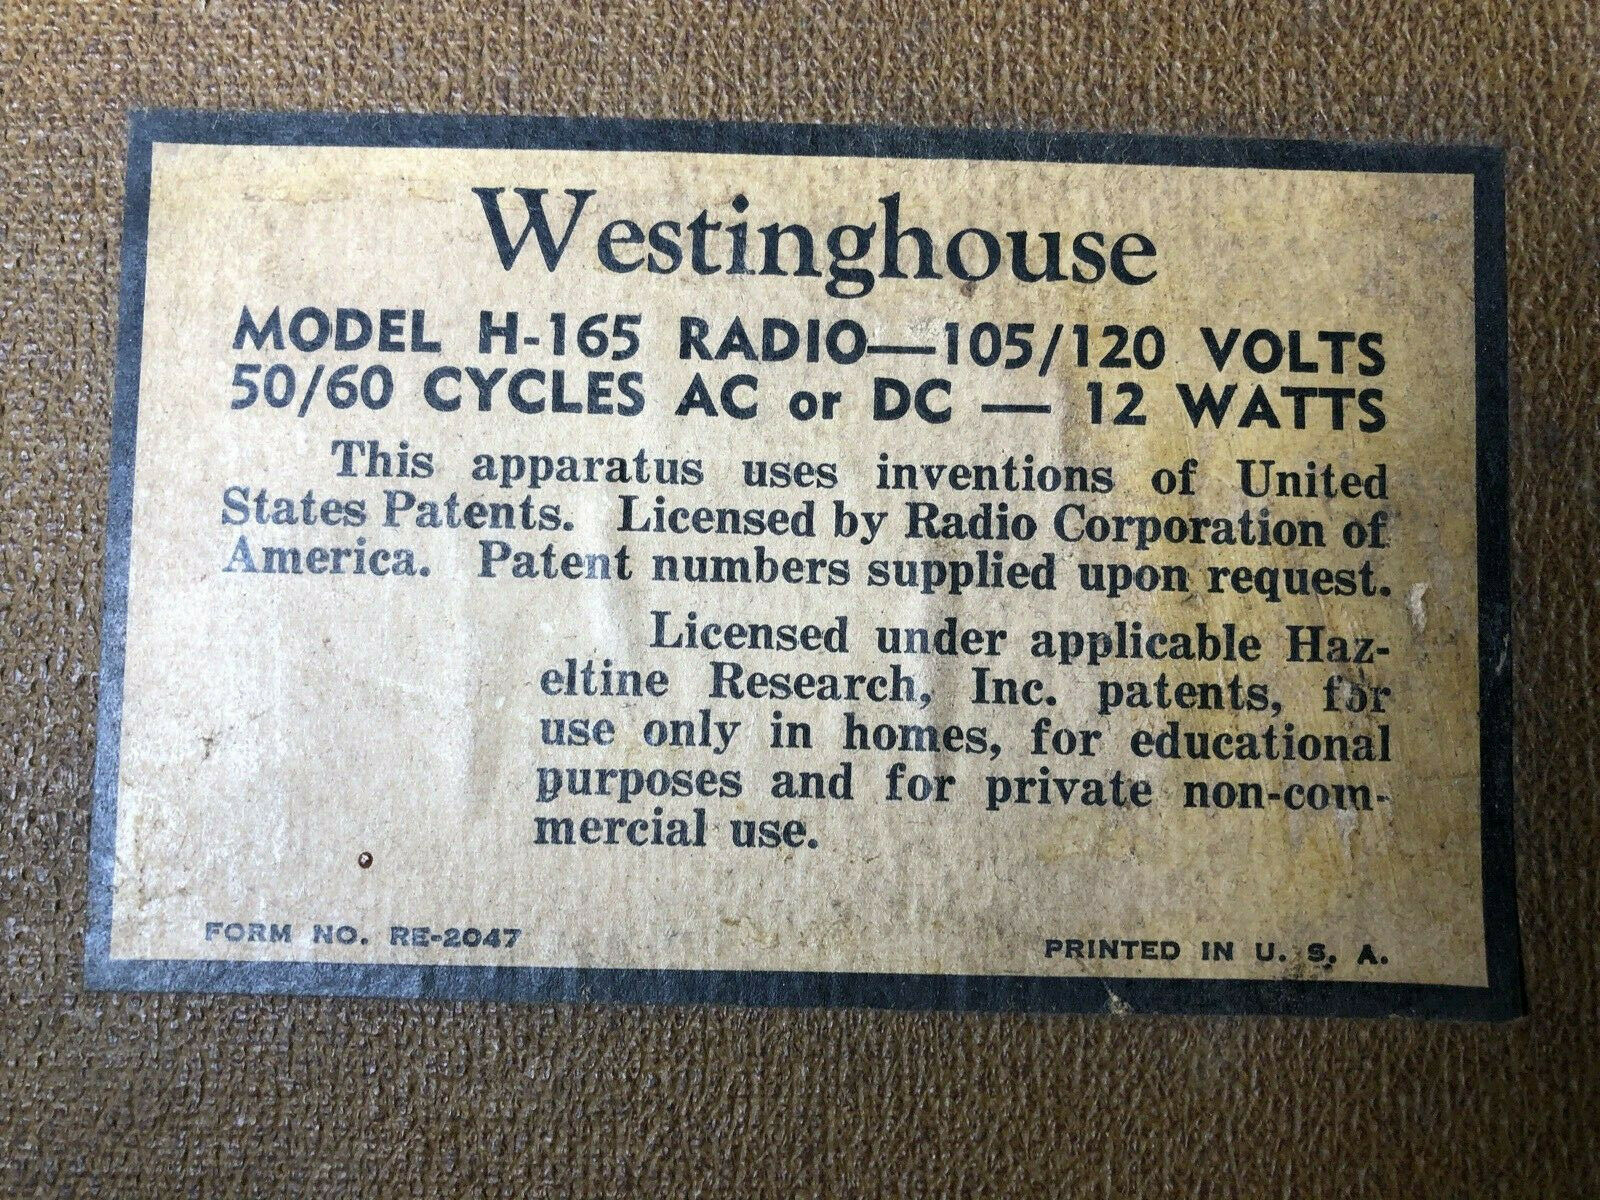 Westinghouse
MODEL H-165 RADIO—105/120 VOLTS
50/60 CYCLES AC or DC — 12 WATTS
This apparatus uses inventions of United
States Patents. Licensed by Radio Corporation of
America. Patent numbers supplied upon request.
Licensed under applicable Haz-
eltine Research, Inc. patents, for
use only in homes, for educational
purposes and for private non-com-
mercial use.
FORM NO. RE-2047
PRINTED IN U. S. A.